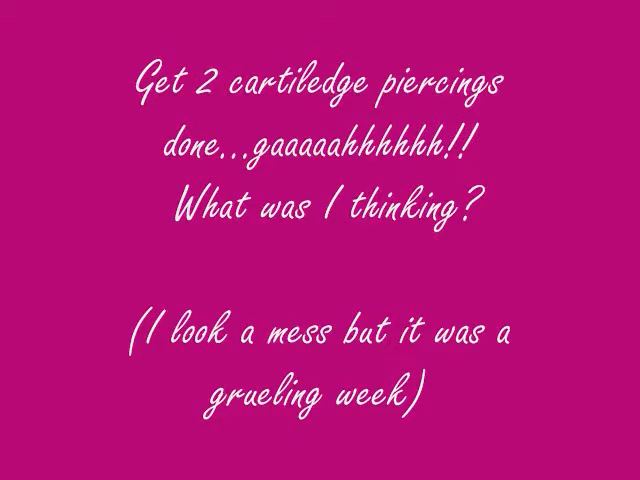 Get 2 cartiledge piercings
done...gaaaaahhhhhh!!
What was I thinking?
(I look a mess but it was a
grueling week)